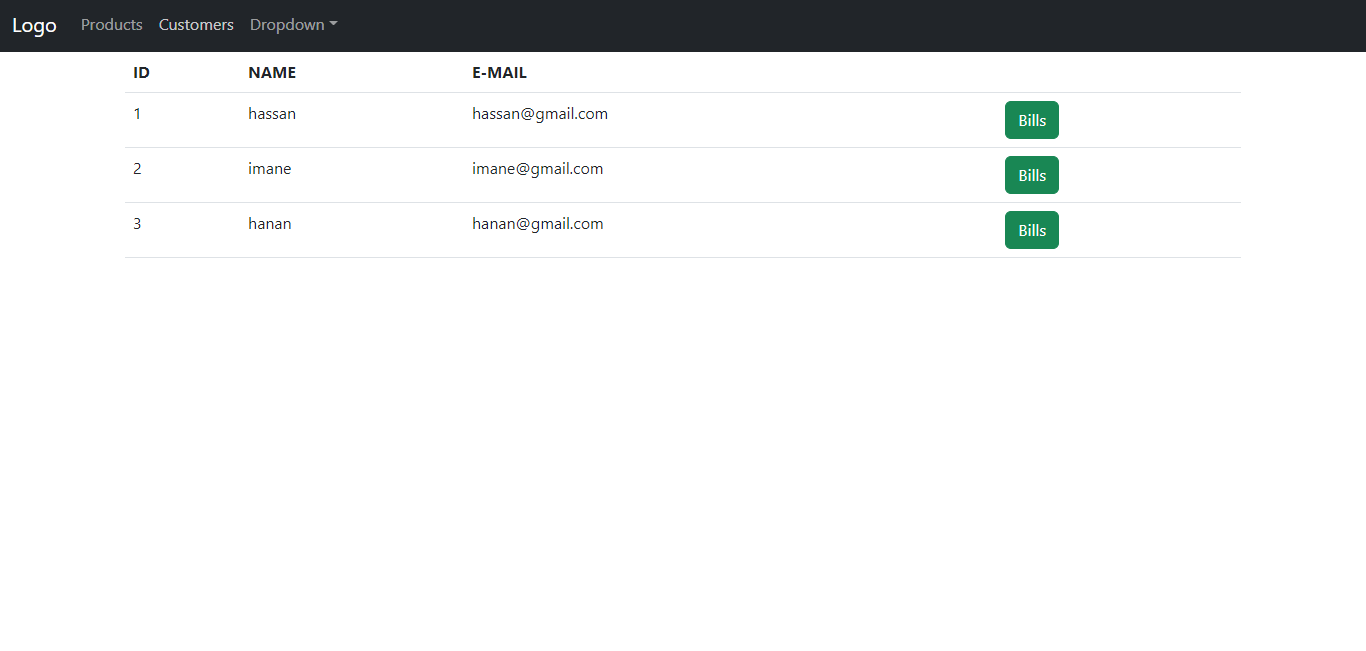 Logo Products Customers Dropdown
ID NAME E-MAIL
1 hassan hassan@gmail.com Bills
2 imane imane@gmail.com Bills
3 hanan hanan@gmail.com Bills